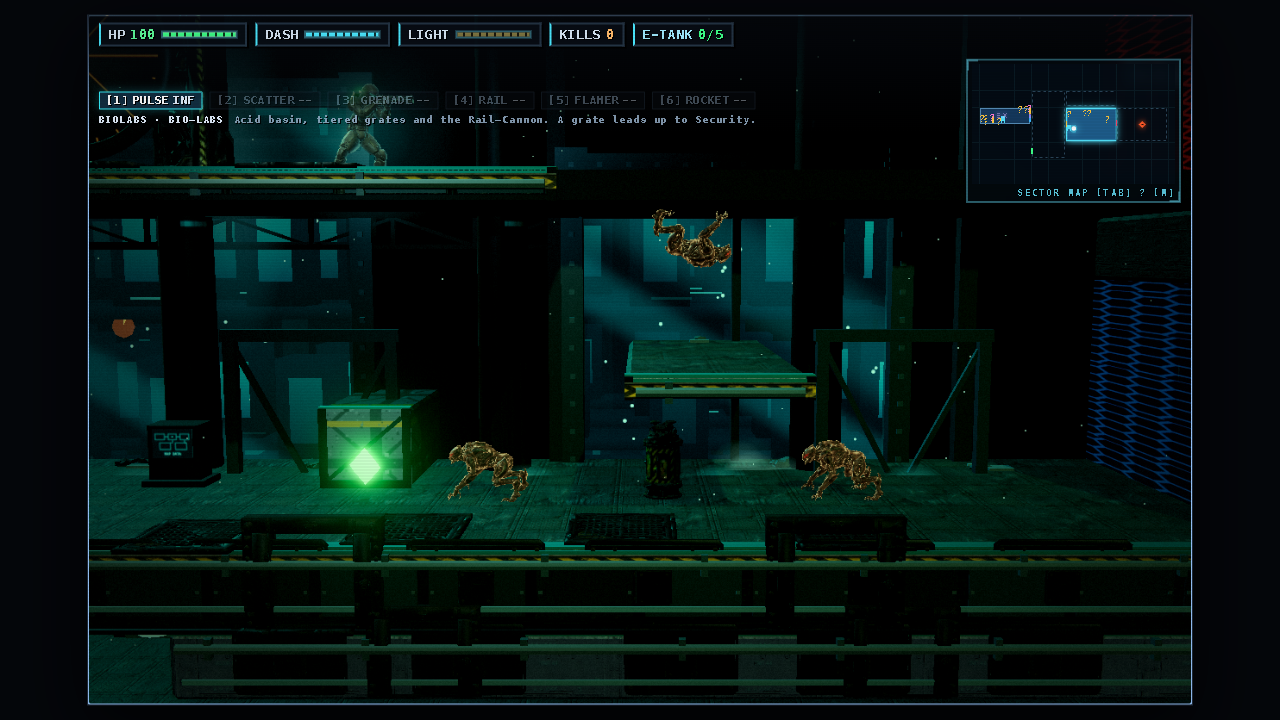 HP 100 DASH LIGHT KILLS 0 E-TANK 0/5
[1] PULSE INF [2] SCATTER -- [3] GRENADE -- [4] RAIL -- [5] FLAMER -- [6] ROCKET --
BIOLABS · BIO-LABS Acid basin, tiered grates and the Rail-Cannon. A grate leads up to Security.
SECTOR MAP [TAB] ? [M]